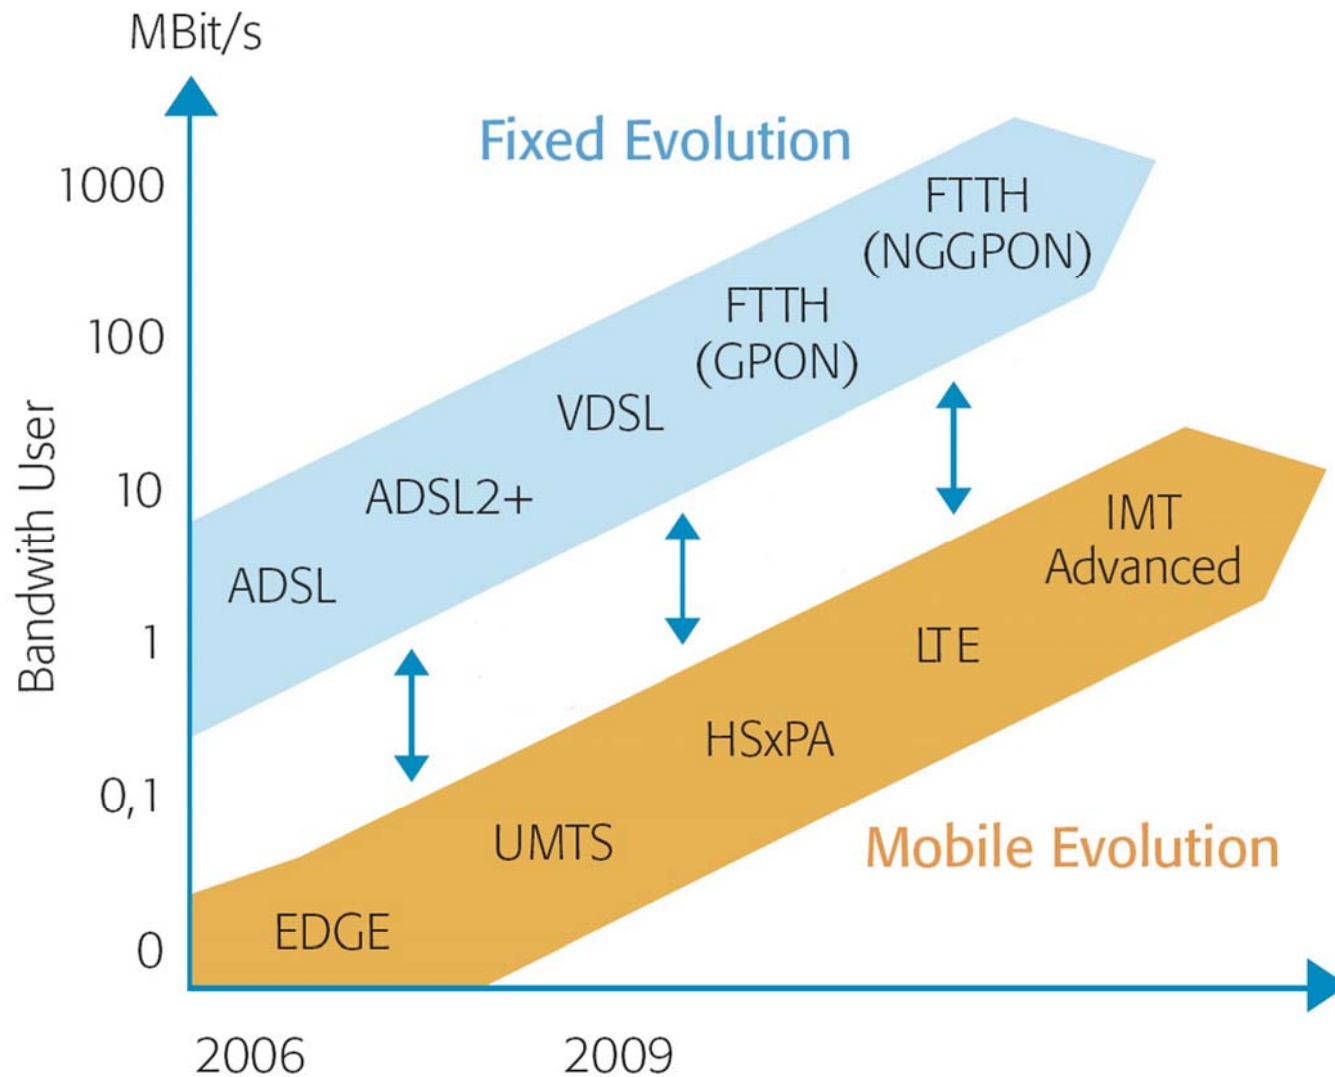 MBit/s
Fixed Evolution
1000
FTTH
(NGGPON)
FTTH
(GPON)
100
VDSL
ADSL2+
10
IMT
Advanced
ADSL
Bandwith User
1
LTE
HSxPA
0,1
UMTS
Mobile Evolution
EDGE
0
2006
2009